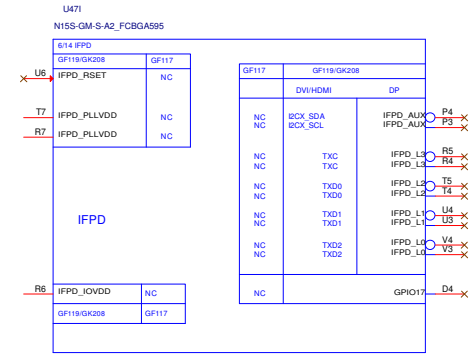 U47I
N15S-GM-S-A2_FCBGA595
6/14 IFPD
GF119/GK208 GF117
U6 IFPD_RSET NC
T7 IFPD_PLLVDD NC
R7 IFPD_PLLVDD NC
GF117 GF119/GK208
DVI/HDMI DP
NC I2CX_SDA IFPD_AUX P4
NC I2CX_SCL IFPD_AUX P3
NC TXC IFPD_L3 R5
NC TXC IFPD_L3 R4
NC TXD0 IFPD_L2 T5
NC TXD0 IFPD_L2 T4
NC TXD1 IFPD_L1 U4
NC TXD1 IFPD_L1 U3
NC TXD2 IFPD_L0 V4
NC TXD2 IFPD_L0 V3
IFPD
R6 IFPD_IOVDD NC
GF119/GK208 GF117
NC GPIO17 D4